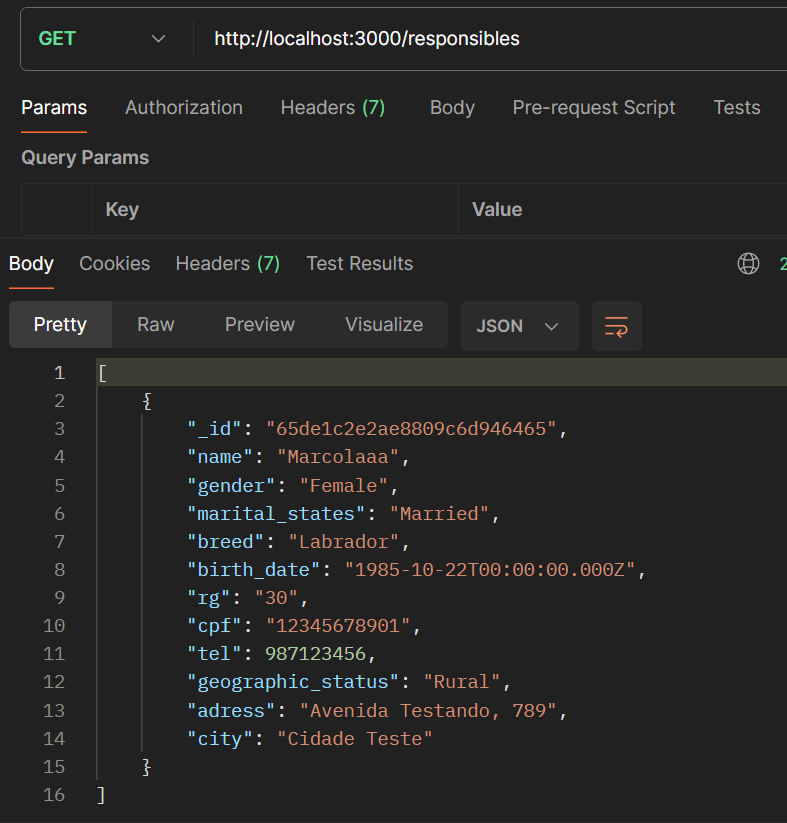 GET http://localhost:3000/responsibles
Params Authorization Headers (7) Body Pre-request Script Tests
Query Params
Key Value
Body Cookies Headers (7) Test Results 2
Pretty Raw Preview Visualize JSON
1 [
2 {
3 "_id": "65de1c2e2ae8809c6d946465",
4 "name": "Marcolaaa",
5 "gender": "Female",
6 "marital_states": "Married",
7 "breed": "Labrador",
8 "birth_date": "1985-10-22T00:00:00.000Z",
9 "rg": "30",
10 "cpf": "12345678901",
11 "tel": 987123456,
12 "geographic_status": "Rural",
13 "adress": "Avenida Testando, 789",
14 "city": "Cidade Teste"
15 }
16 ]